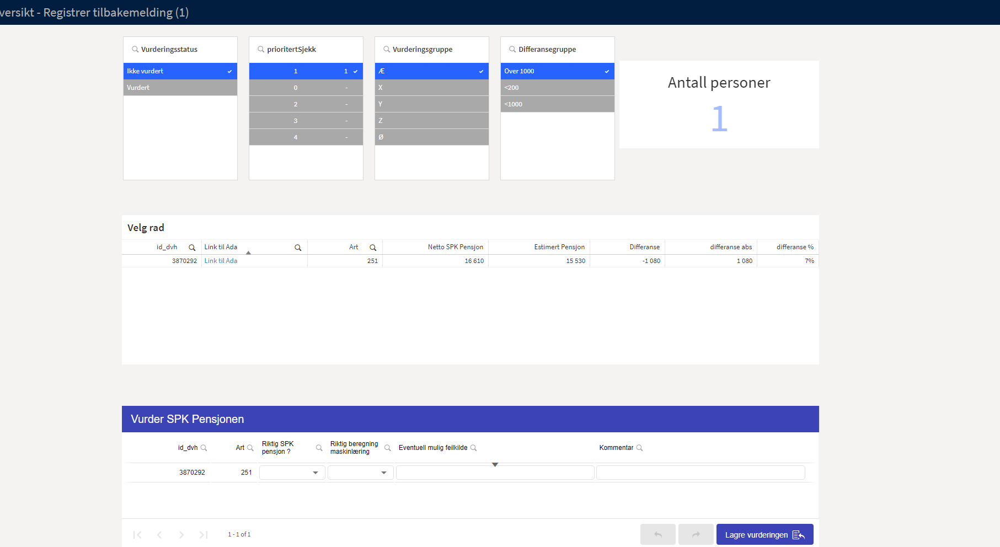 versikt - Registrer tilbakemelding (1)
Vurderingsstatus
Ikke vurdert
Vurdert
prioritertSjekk
1 1
0 -
2 -
3 -
4 -
Vurderingsgruppe
Æ
X
Y
Z
Ø
Differansegruppe
Over 1000
<200
<1000
Antall personer
1
Velg rad
id_dvh Link til Ada Art Netto SPK Pensjon Estimert Pensjon Differanse differanse abs differanse %
3870292 Link til Ada 251 16 610 15 530 -1 080 1 080 7%
Vurder SPK Pensjonen
id_dvh Art Riktig SPK pensjon ? Riktig beregning maskinlæring Eventuell mulig feilkilde Kommentar
3870292 251
1 - 1 of 1
Lagre vurderingen